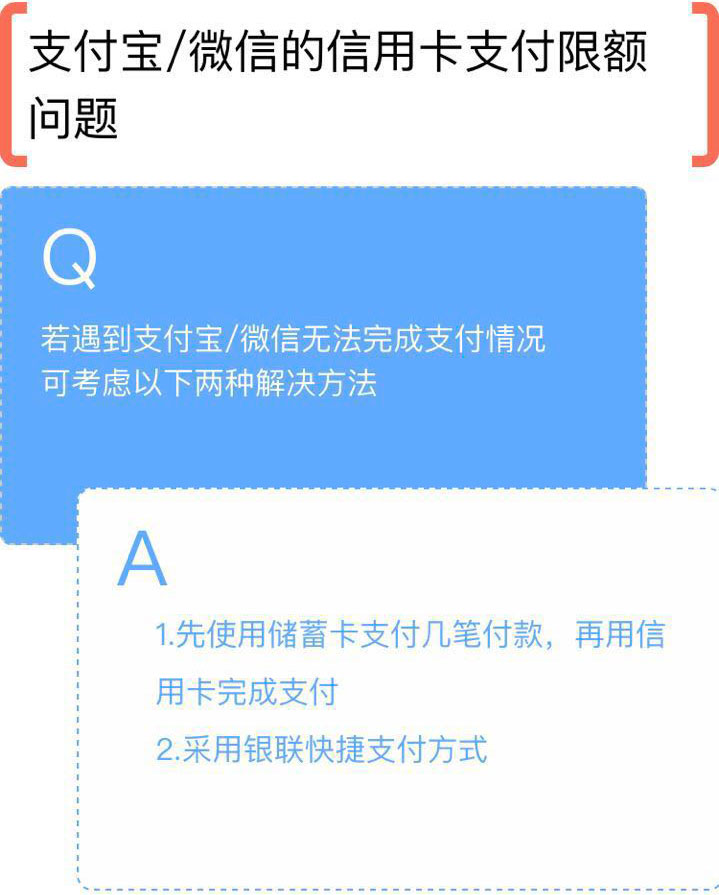 支付宝/微信的信用卡支付限额
问题
Q
若遇到支付宝/微信无法完成支付情况
可考虑以下两种解决方法
A
1.先使用储蓄卡支付几笔付款，再用信
用卡完成支付
2.采用银联快捷支付方式